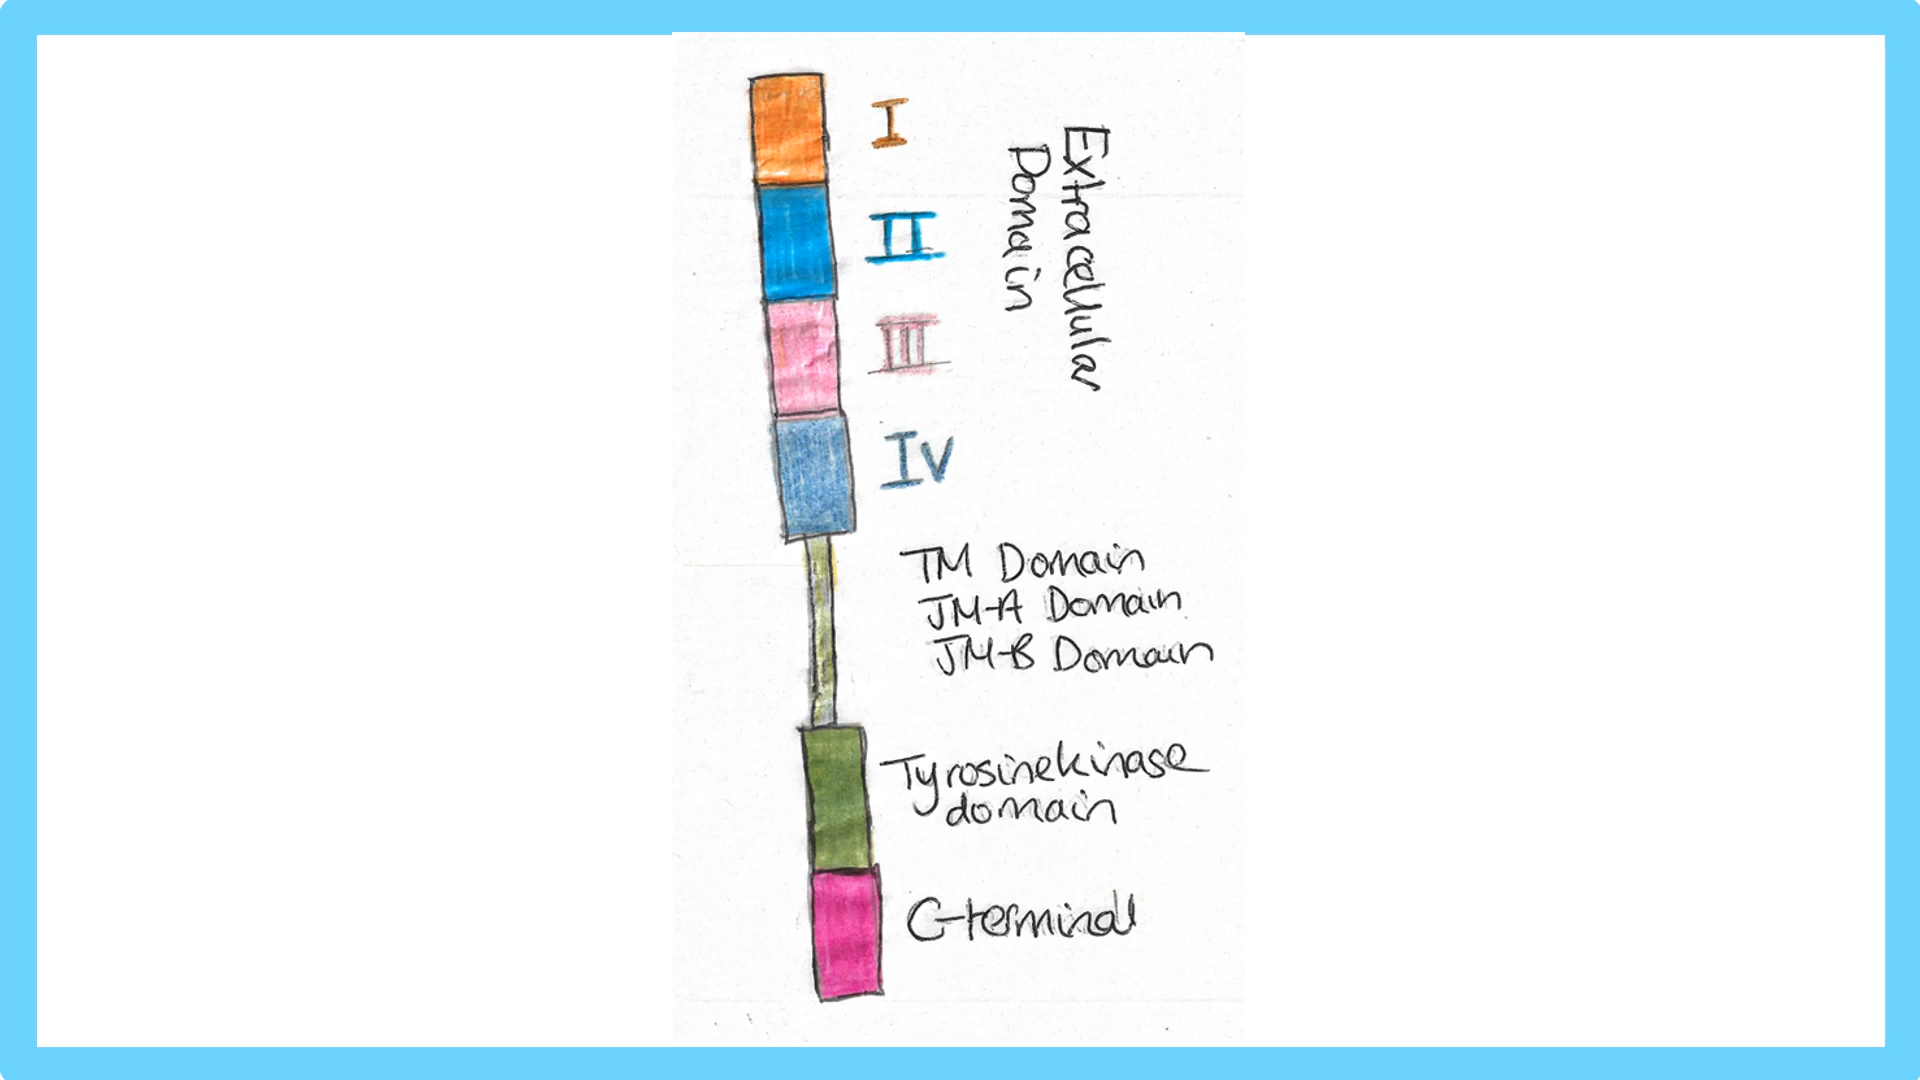 I
II
III
IV
Extracellular
Domain
TM Domain
JM-A Domain
JM-B Domain
Tyrosinekinase
domain
C-terminal